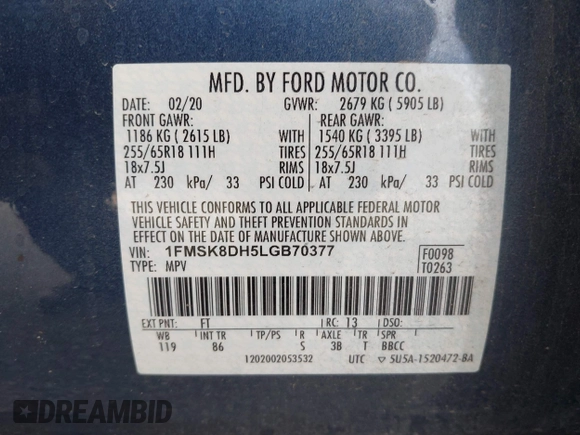 MFD. BY FORD MOTOR CO.
DATE: 02/20 GVWR: 2679 KG ( 5905 LB)
FRONT GAWR: REAR GAWR:
1186 KG ( 2615 LB) WITH 1540 KG ( 3395 LB) WITH
255/65R18 111H TIRES 255/65R18 111H TIRES
18x7.5J RIMS 18x7.5J RIMS
AT 230 kPa/ 33 PSI COLD AT 230 kPa/ 33 PSI COLD
THIS VEHICLE CONFORMS TO ALL APPLICABLE FEDERAL MOTOR
VEHICLE SAFETY AND THEFT PREVENTION STANDARDS IN
EFFECT ON THE DATE OF MANUFACTURE SHOWN ABOVE.
VIN: 1FMSK8DH5LGB70377 F0098
TYPE: MPV T0263
EXT PNT: FT RC: 13 DSO:
WB INT TR TP/PS R AXLE TR SPR
119 86 S 3B T BBCC
1202002053532 UTC ▽ 5U5A-1520472-BA
DREAMBID